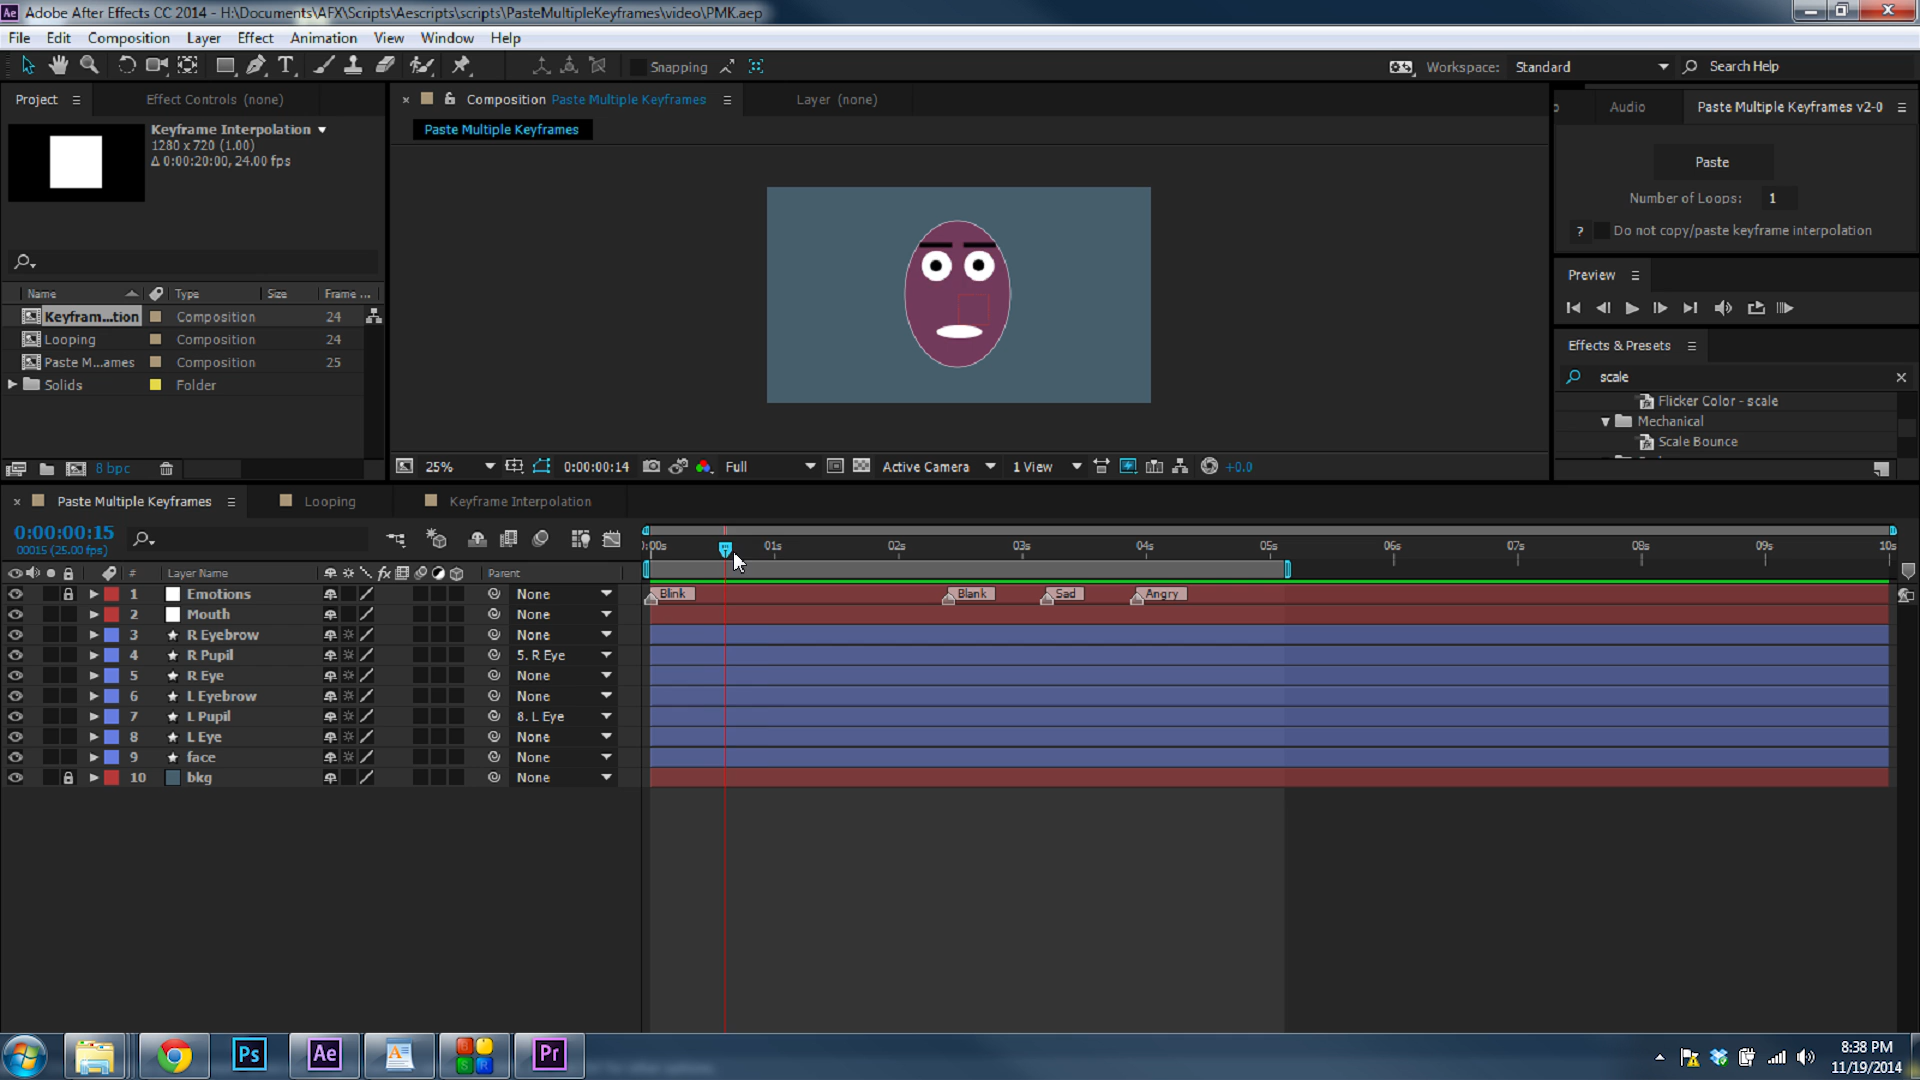 Adobe After Effects CC 2014 - H:\Documents\AFX\Scripts\Aescripts\scripts\PasteMultipleKeyframes\video\PMK.aep
File Edit Composition Layer Effect Animation View Window Help
Snapping
Workspace: Standard
Search Help
Project
Effect Controls (none)
Composition Paste Multiple Keyframes
Layer (none)
Paste Multiple Keyframes
Keyframe Interpolation
1280 x 720 (1.00)
Δ 0:00:20:00, 24.00 fps
Name Type Size Frame ...
Keyfram...tion Composition 24
Looping Composition 24
Paste M...ames Composition 25
Solids Folder
8 bpc
25% 0:00:00:14 Full Active Camera 1 View +0.0
Audio
Paste Multiple Keyframes v2-0
Paste
Number of Loops: 1
? Do not copy/paste keyframe interpolation
Preview
Effects & Presets
scale
Flicker Color - scale
Mechanical
Scale Bounce
Paste Multiple Keyframes
Looping
Keyframe Interpolation
0:00:00:15
00015 (25.00 fps)
# Layer Name Parent
):00s 01s 02s 03s 04s 05s 06s 07s 08s 09s 10s
1 Emotions None
Blink Blank Sad Angry
2 Mouth None
3 R Eyebrow None
4 R Pupil 5. R Eye
5 R Eye None
6 L Eyebrow None
7 L Pupil 8. L Eye
8 L Eye None
9 face None
10 bkg None
Ps
Ae
Pr
8:38 PM
11/19/2014